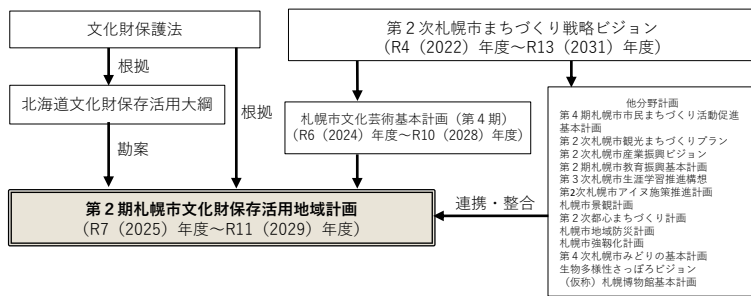 文化財保護法
第２次札幌市まちづくり戦略ビジョン
（R4（2022）年度～R13（2031）年度）
根拠
北海道文化財保存活用大綱
根拠
札幌市文化芸術基本計画（第４期）
（R6（2024）年度～R10（2028）年度）
勘案
第２期札幌市文化財保存活用地域計画
（R7（2025）年度～R11（2029）年度）
連携・整合
他分野計画
第４期札幌市市民まちづくり活動促進
基本計画
第２次札幌市観光まちづくりプラン
第２次札幌市産業振興ビジョン
第２期札幌市教育振興基本計画
第３次札幌市生涯学習推進構想
第2次札幌市アイヌ施策推進計画
札幌市景観計画
第２次都心まちづくり計画
札幌市地域防災計画
札幌市強靱化計画
第４次札幌市みどりの基本計画
生物多様性さっぽろビジョン
（仮称）札幌博物館基本計画